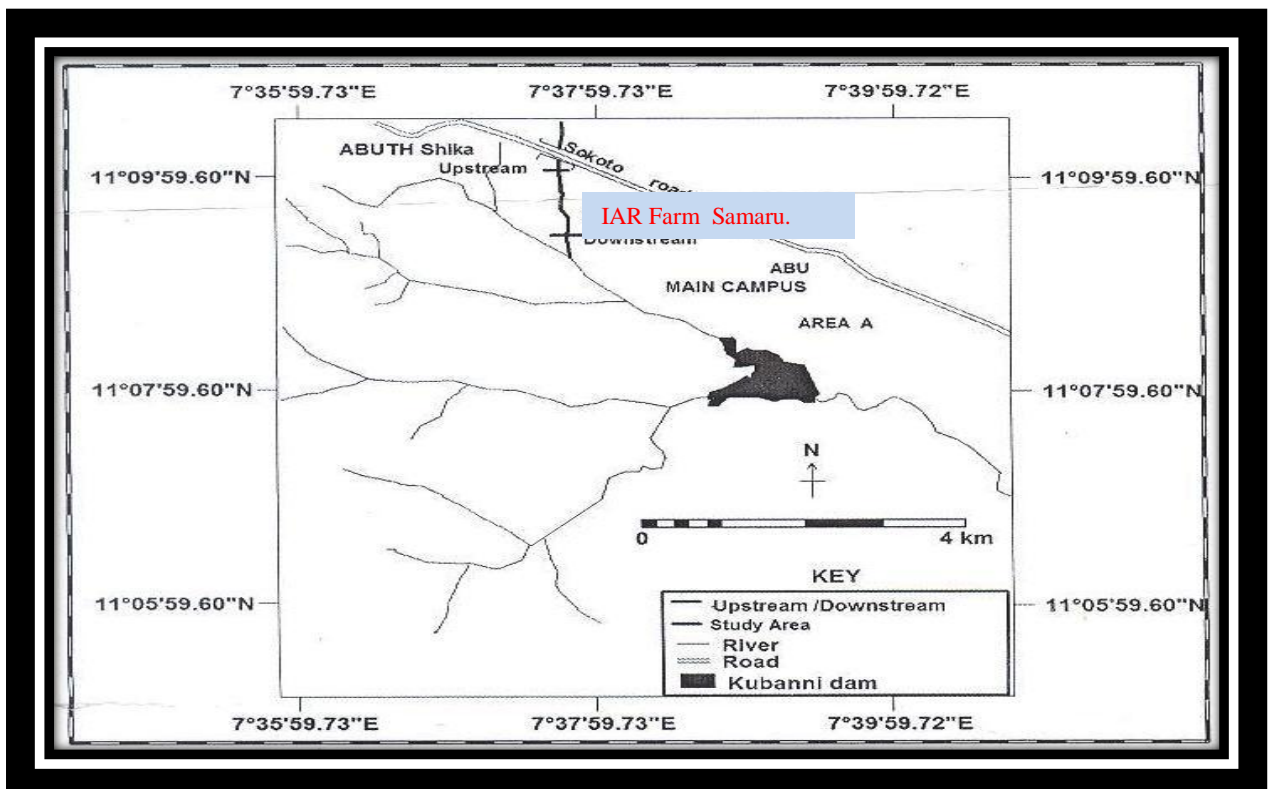 7°35'59.73"E 7°37'59.73"E 7°39'59.72"E
ABUTH Shika
Upstream
Sokoto road
11°09'59.60"N 11°09'59.60"N
IAR Farm Samaru.
Downstream
ABU
MAIN CAMPUS
AREA A
11°07'59.60"N 11°07'59.60"N
N
0 4 km
KEY
Upstream /Downstream
Study Area
River
Road
Kubanni dam
11°05'59.60"N 11°05'59.60"N
7°35'59.73"E 7°37'59.73"E 7°39'59.72"E